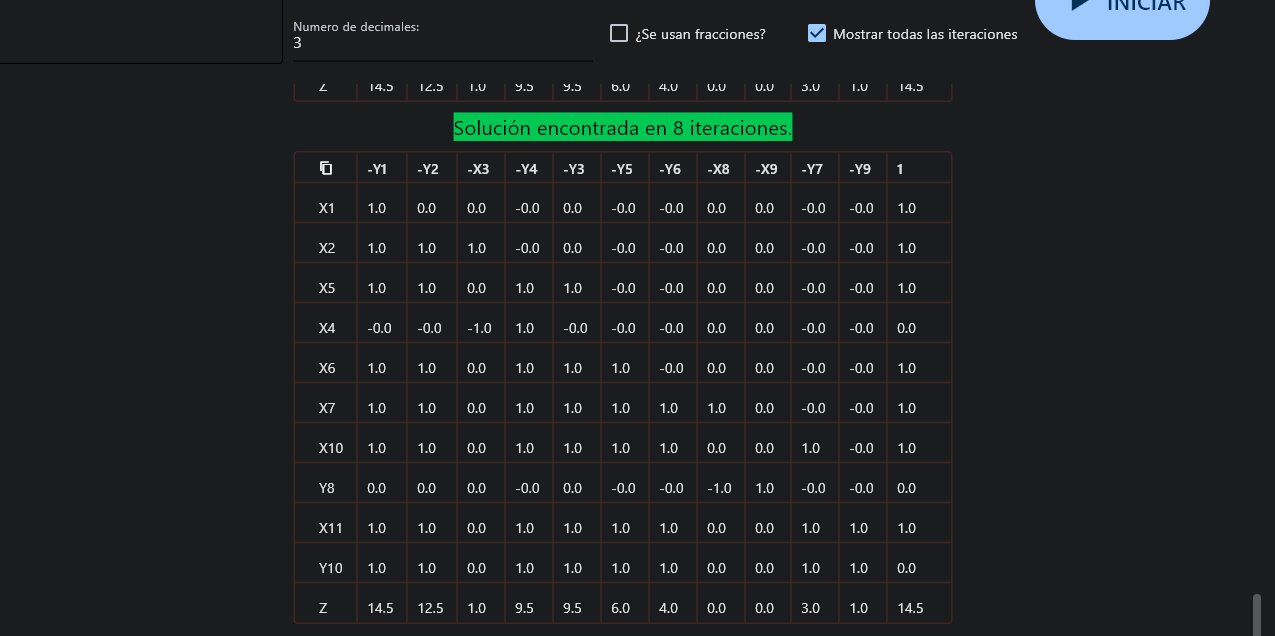 INICIAR
Numero de decimales:
3
¿Se usan fracciones?
Mostrar todas las iteraciones
Z 14.5 12.5 1.0 9.5 9.5 6.0 4.0 0.0 0.0 3.0 1.0 14.5
Solución encontrada en 8 iteraciones.
-Y1 -Y2 -X3 -Y4 -Y3 -Y5 -Y6 -X8 -X9 -Y7 -Y9 1
X1 1.0 0.0 0.0 -0.0 0.0 -0.0 -0.0 0.0 0.0 -0.0 -0.0 1.0
X2 1.0 1.0 1.0 -0.0 0.0 -0.0 -0.0 0.0 0.0 -0.0 -0.0 1.0
X5 1.0 1.0 0.0 1.0 1.0 -0.0 -0.0 0.0 0.0 -0.0 -0.0 1.0
X4 -0.0 -0.0 -1.0 1.0 -0.0 -0.0 -0.0 0.0 0.0 -0.0 -0.0 0.0
X6 1.0 1.0 0.0 1.0 1.0 1.0 -0.0 0.0 0.0 -0.0 -0.0 1.0
X7 1.0 1.0 0.0 1.0 1.0 1.0 1.0 1.0 0.0 -0.0 -0.0 1.0
X10 1.0 1.0 0.0 1.0 1.0 1.0 1.0 0.0 0.0 1.0 -0.0 1.0
Y8 0.0 0.0 0.0 -0.0 0.0 -0.0 -0.0 -1.0 1.0 -0.0 -0.0 0.0
X11 1.0 1.0 0.0 1.0 1.0 1.0 1.0 0.0 0.0 1.0 1.0 1.0
Y10 1.0 1.0 0.0 1.0 1.0 1.0 1.0 0.0 0.0 1.0 1.0 0.0
Z 14.5 12.5 1.0 9.5 9.5 6.0 4.0 0.0 0.0 3.0 1.0 14.5